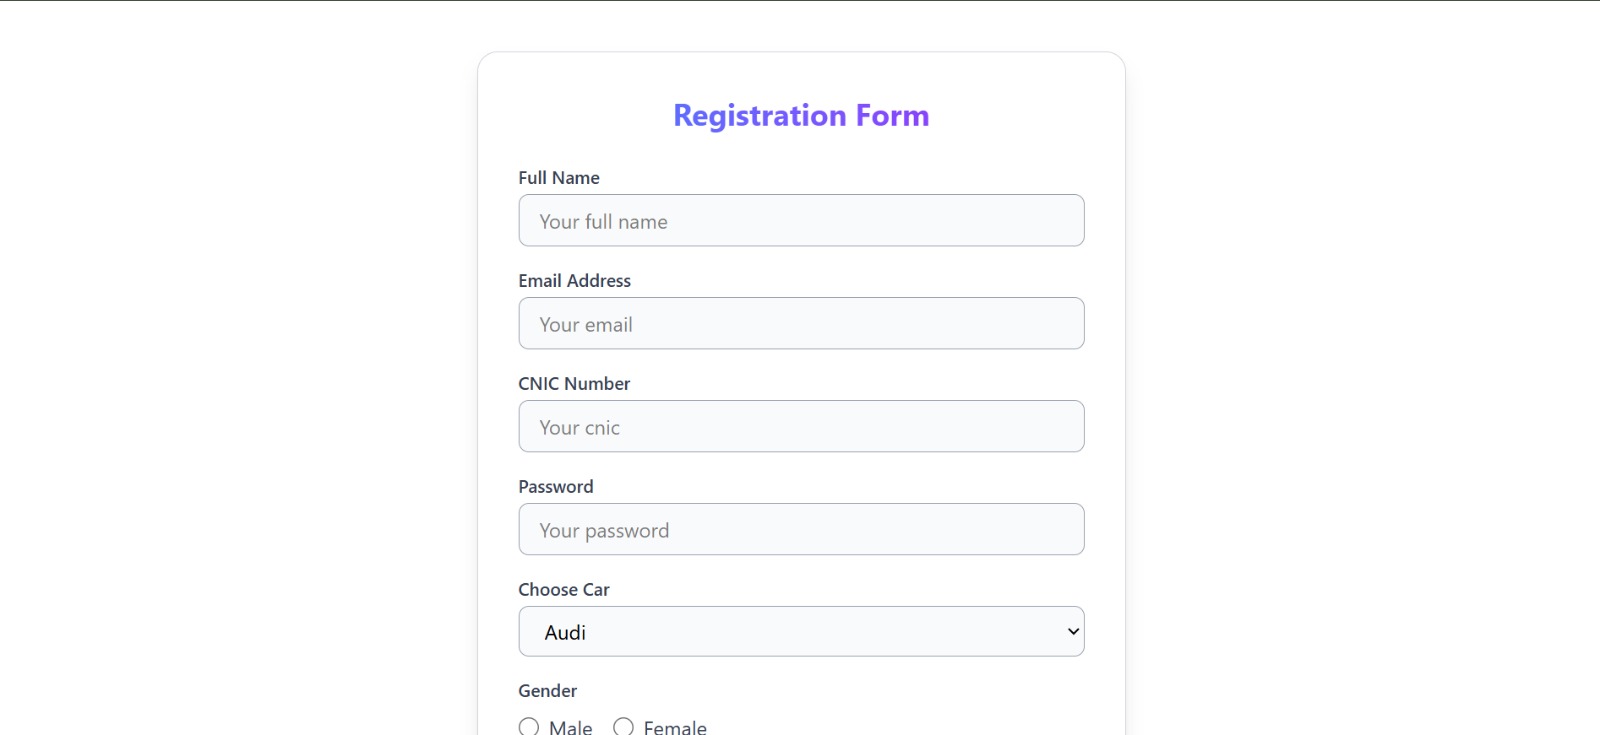 Registration Form
Full Name
Your full name
Email Address
Your email
CNIC Number
Your cnic
Password
Your password
Choose Car
Audi
Gender
Male Female